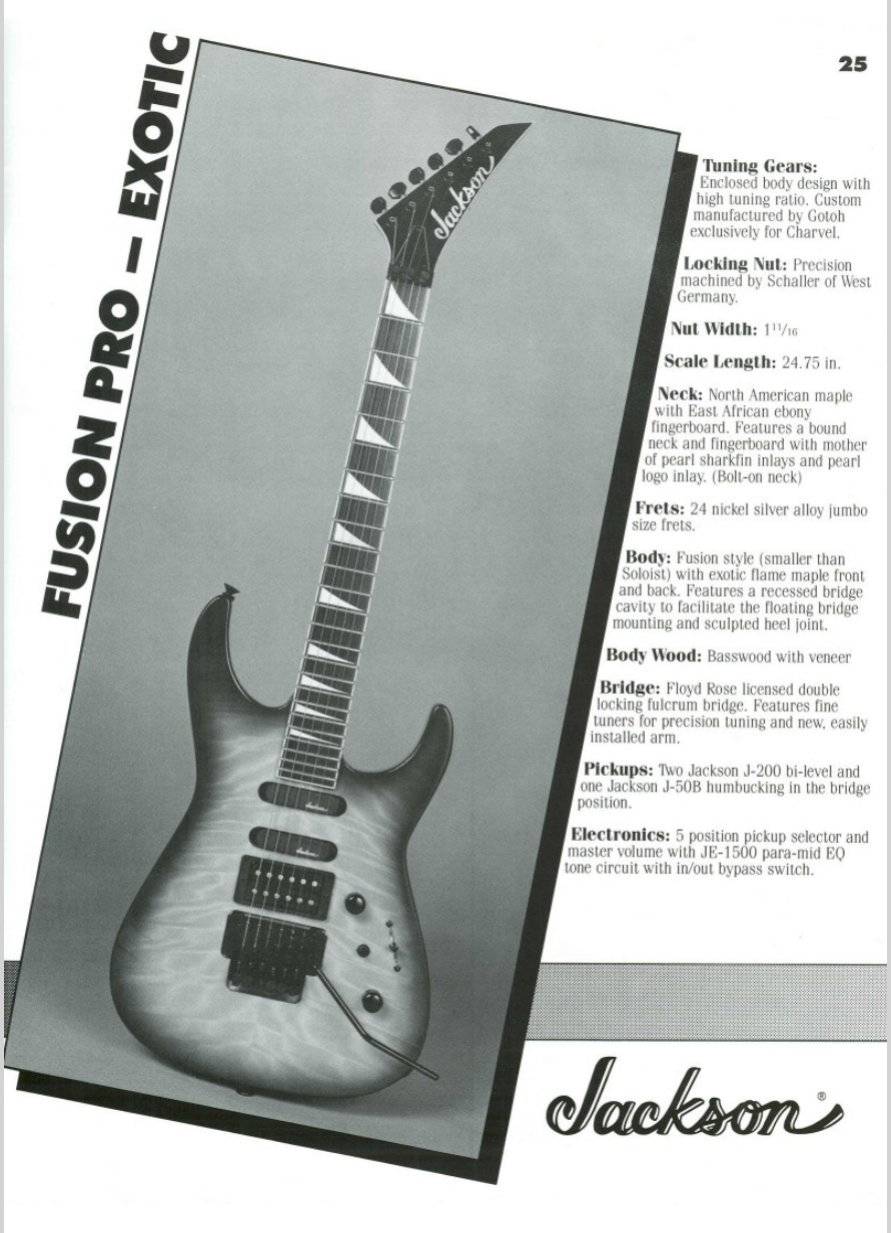 25
FUSION PRO – EXOTIC
Jackson
Tuning Gears:
Enclosed body design with
high tuning ratio. Custom
manufactured by Gotoh
exclusively for Charvel.
Locking Nut: Precision
machined by Schaller of West
Germany.
Nut Width: 1 11/16
Scale Length: 24.75 in.
Neck: North American maple
with East African ebony
fingerboard. Features a bound
neck and fingerboard with mother
of pearl sharkfin inlays and pearl
logo inlay. (Bolt-on neck)
Frets: 24 nickel silver alloy jumbo
size frets.
Body: Fusion style (smaller than
Soloist) with exotic flame maple front
and back. Features a recessed bridge
cavity to facilitate the floating bridge
mounting and sculpted heel joint.
Body Wood: Basswood with veneer
Bridge: Floyd Rose licensed double
locking fulcrum bridge. Features fine
tuners for precision tuning and new, easily
installed arm.
Pickups: Two Jackson J-200 bi-level and
one Jackson J-50B humbucking in the bridge
position.
Electronics: 5 position pickup selector and
master volume with JE-1500 para-mid EQ
tone circuit with in/out bypass switch.
Jackson
Jackson
Jackson®